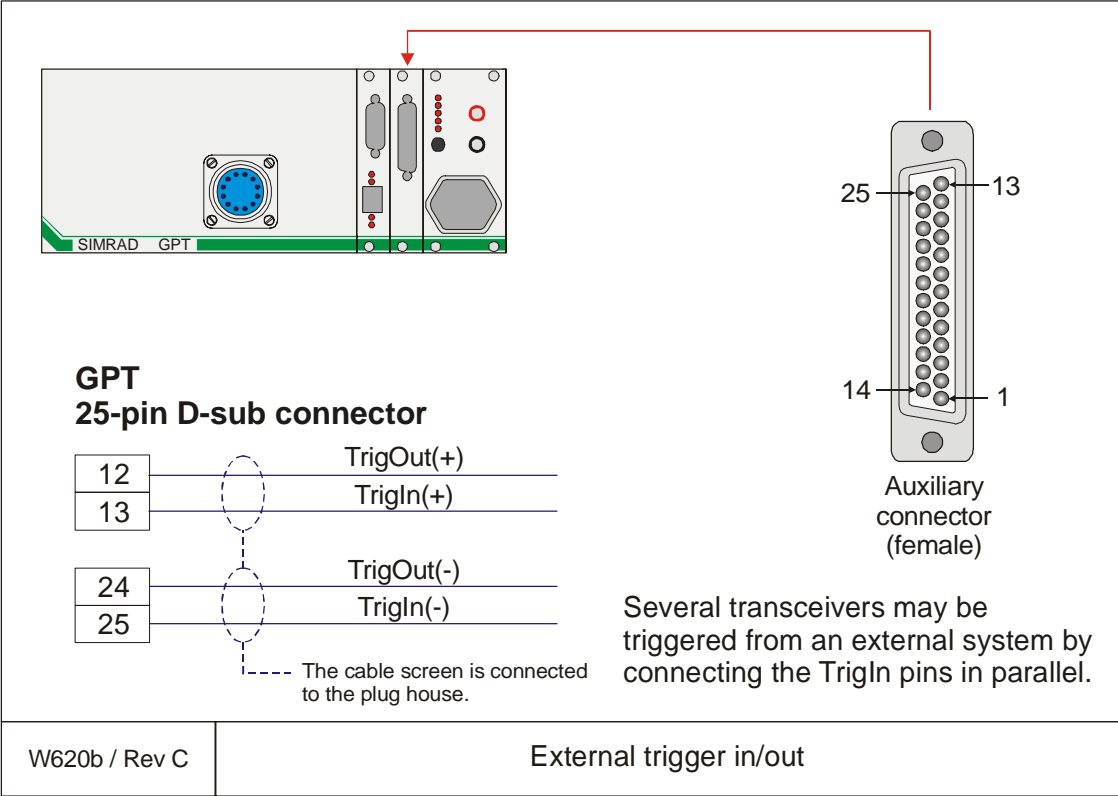 SIMRAD GPT
25
13
14
1
Auxiliary
connector
(female)
GPT
25-pin D-sub connector
12
TrigOut(+)
13
TrigIn(+)
24
TrigOut(-)
25
TrigIn(-)
The cable screen is connected
to the plug house.
Several transceivers may be
triggered from an external system by
connecting the TrigIn pins in parallel.
W620b / Rev C
External trigger in/out